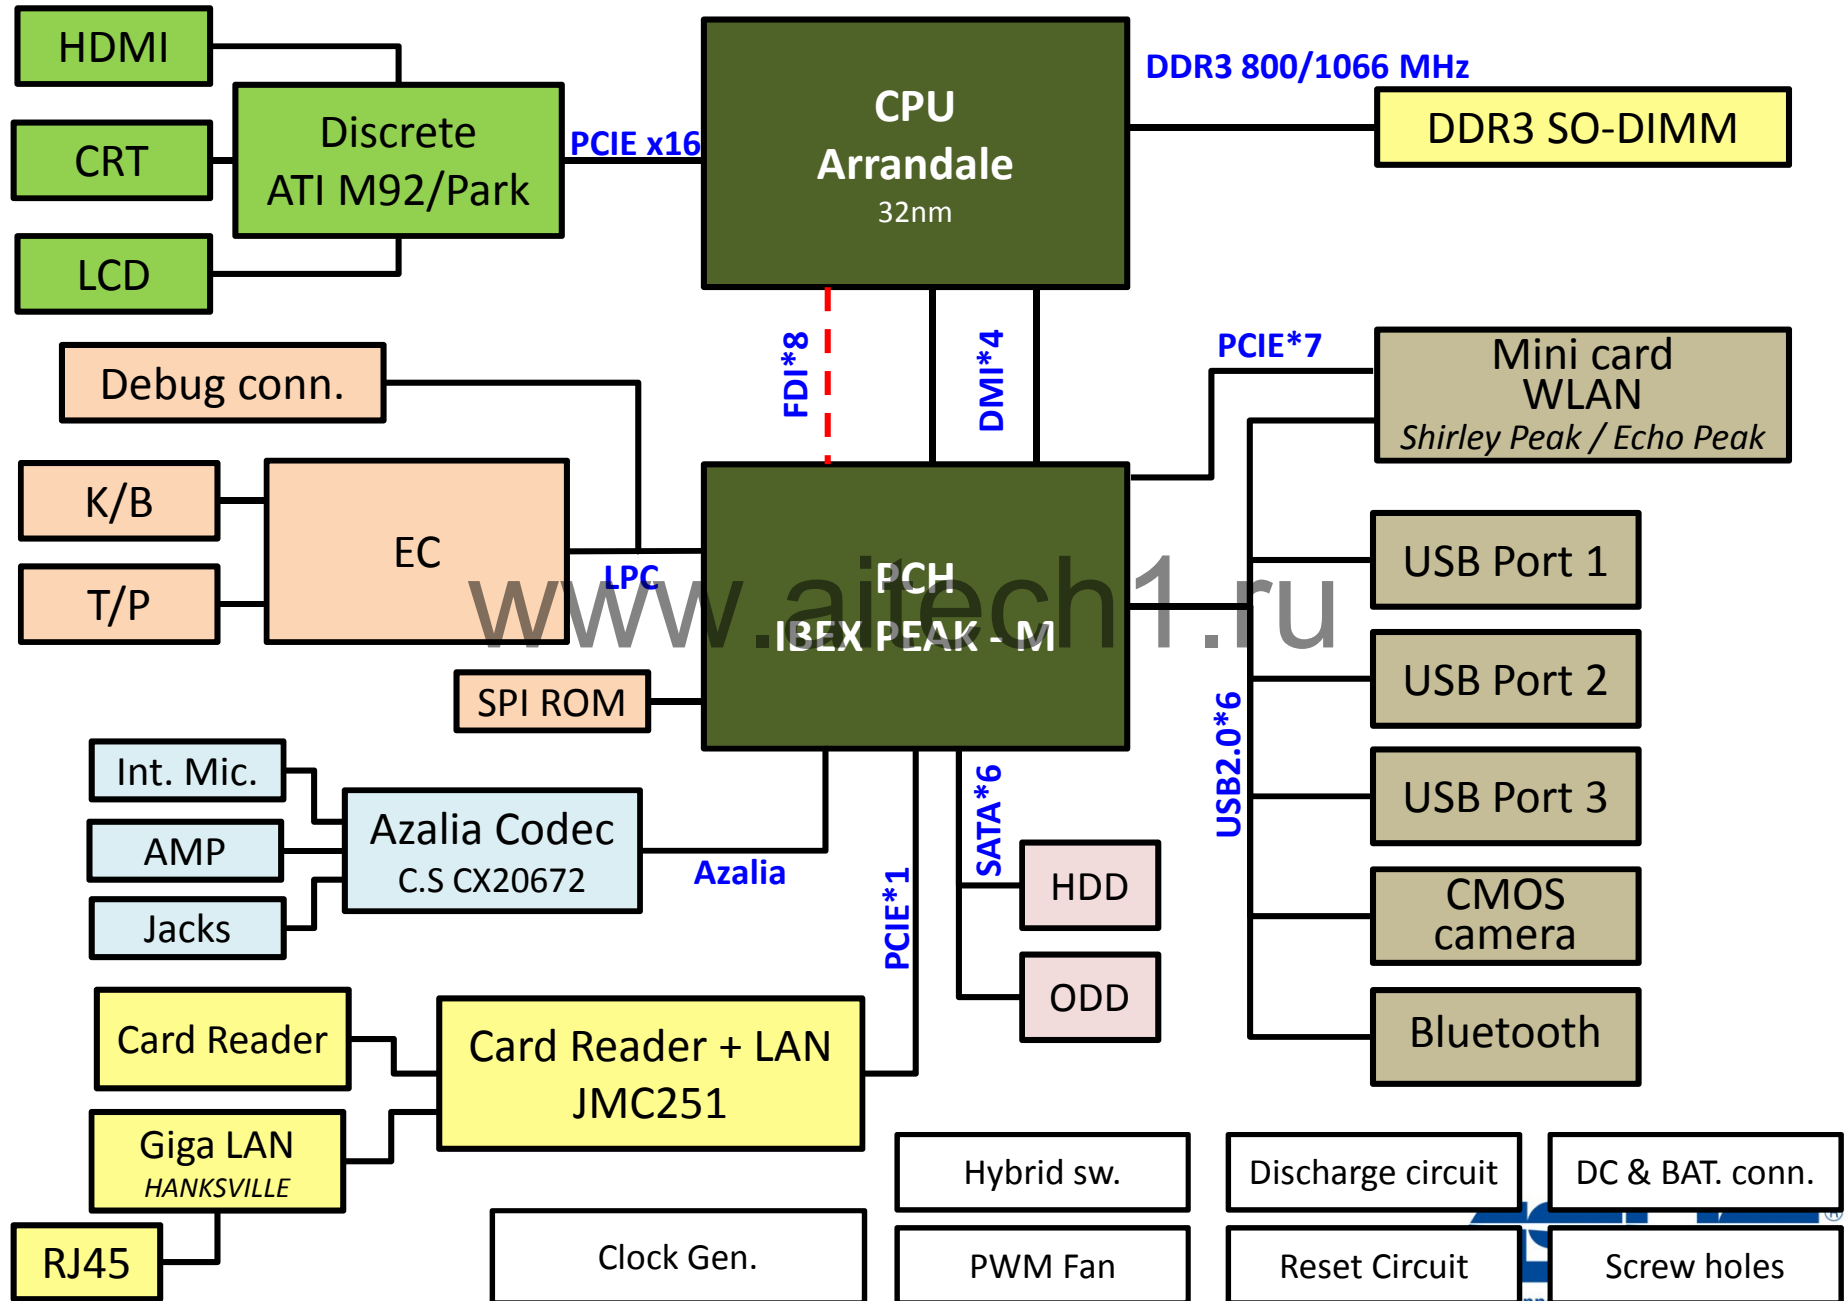 HDMI
CRT
LCD
Discrete
ATI M92/Park
PCIE x16
CPU
Arrandale
32nm
DDR3 800/1066 MHz
DDR3 SO-DIMM
FDI*8
DMI*4
PCIE*7
Mini card
WLAN
Shirley Peak / Echo Peak
Debug conn.
K/B
T/P
EC
LPC
PCH
IBEX PEAK - M
www.aitech1.ru
SPI ROM
USB Port 1
USB Port 2
USB Port 3
CMOS
camera
Bluetooth
USB2.0*6
Int. Mic.
AMP
Jacks
Azalia Codec
C.S CX20672
Azalia
PCIE*1
SATA*6
HDD
ODD
Card Reader
Giga LAN
HANKSVILLE
RJ45
Card Reader + LAN
JMC251
Clock Gen.
Hybrid sw.
Discharge circuit
DC & BAT. conn.
PWM Fan
Reset Circuit
Screw holes